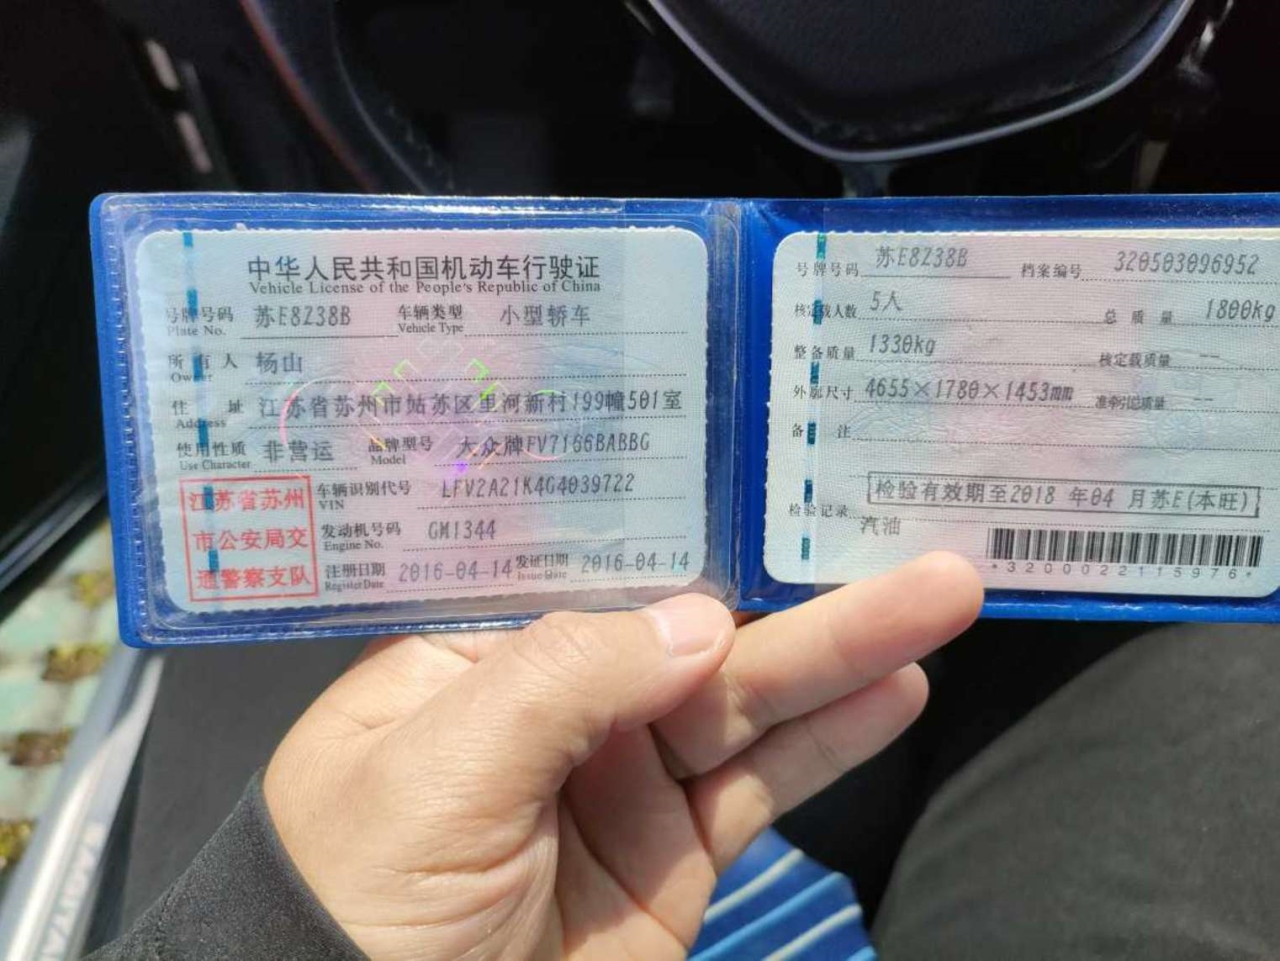 中华人民共和国机动车行驶证
Vehicle License of the People's Republic of China
号牌号码 苏E8Z38B 车辆类型 小型轿车
Plate No. Vehicle Type
所有人 杨山
Owner
住址 江苏省苏州市姑苏区里河新村199幢501室
Address
使用性质 非营运 品牌型号 大众牌FV7166BABBG
Use Character Model
江苏省苏州
市公安局交
通警察支队
车辆识别代号 LFV2A21K4G4039722
VIN
发动机号码 GM1344
Engine No.
注册日期 2016-04-14 发证日期 2016-04-14
Register Date Issue Date
号牌号码 苏E8Z38B 档案编号 320503096952
核定载人数 5人 总质量 1800kg
整备质量 1330kg 核定载质量 --
外廓尺寸 4655×1780×1453mm 准牵引总质量 --
备注
检验有效期至2018 年04 月苏E(本旺)
检验记录
汽油
*3200022115976*